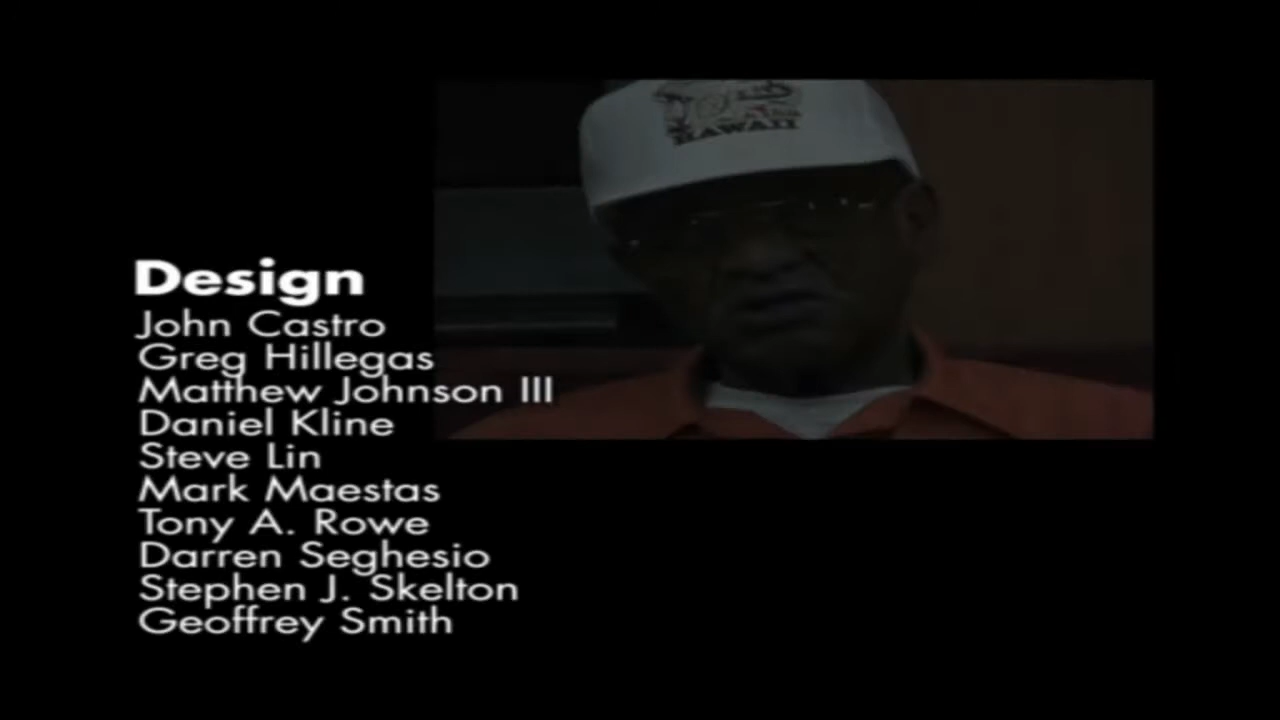 HAWAII
Design
John Castro
Greg Hillegas
Matthew Johnson III
Daniel Kline
Steve Lin
Mark Maestas
Tony A. Rowe
Darren Seghesio
Stephen J. Skelton
Geoffrey Smith